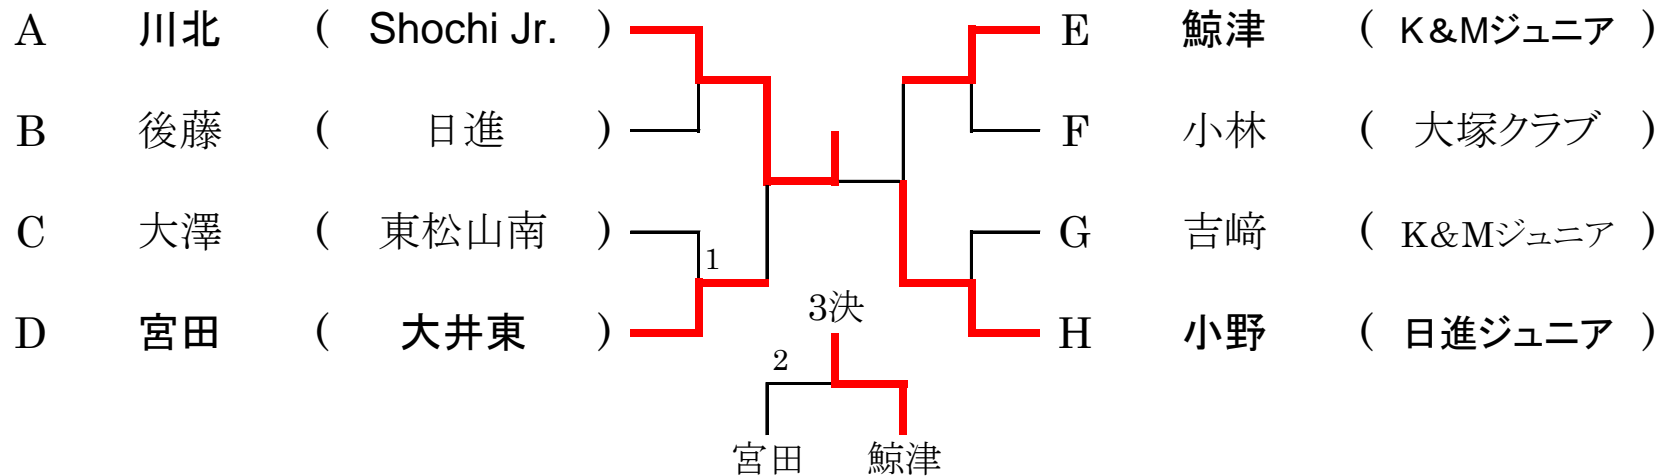 A 川北 ( Shochi Jr. ) E 鯨津 ( K&Mジュニア )
B 後藤 ( 日進 ) F 小林 ( 大塚クラブ )
C 大澤 ( 東松山南 ) G 吉﨑 ( K&Mジュニア )
1
D 宮田 ( 大井東 ) 3決 H 小野 ( 日進ジュニア )
2
宮田 鯨津